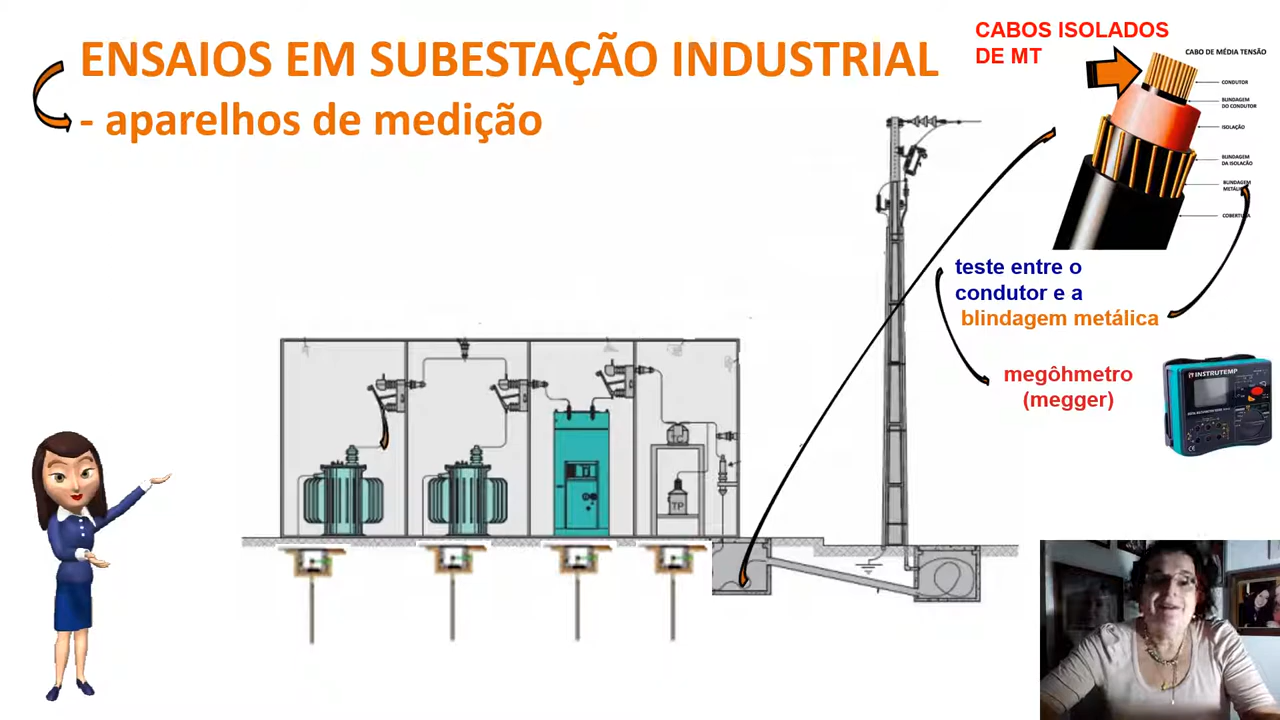 ENSAIOS EM SUBESTAÇÃO INDUSTRIAL
- aparelhos de medição
CABOS ISOLADOS
DE MT
CABO DE MÉDIA TENSÃO
CONDUTOR
BLINDAGEM
DO CONDUTOR
ISOLAÇÃO
BLINDAGEM
DA ISOLAÇÃO
BLINDAGEM
COBERTURA
teste entre o
condutor e a
blindagem metálica
megôhmetro
(megger)
INSTRUTEMP
TP